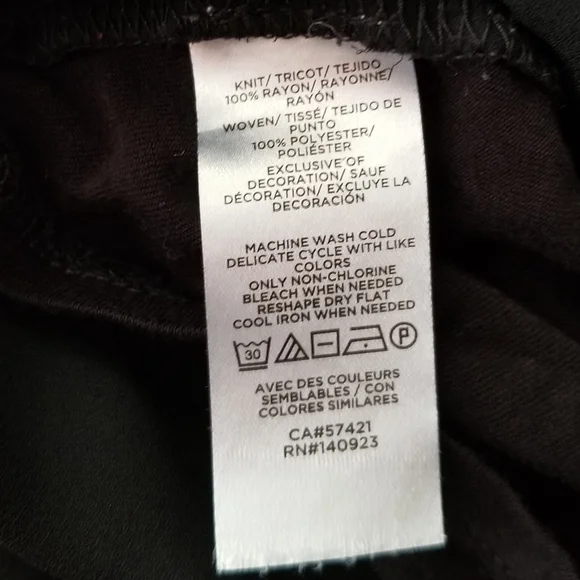 KNIT/ TRICOT/ TEJIDO
100% RAYON/ RAYONNE/
RAYÓN
WOVEN/ TISSÉ/ TEJIDO DE
PUNTO
100% POLYESTER/
POLIÉSTER
EXCLUSIVE OF
DECORATION/ SAUF
DÉCORATION/ EXCLUYE LA
DECORACIÓN
MACHINE WASH COLD
DELICATE CYCLE WITH LIKE
COLORS
ONLY NON-CHLORINE
BLEACH WHEN NEEDED
RESHAPE DRY FLAT
COOL IRON WHEN NEEDED
30 P
AVEC DES COULEURS
SEMBLABLES / CON
COLORES SIMILARES
CA#57421
RN#140923